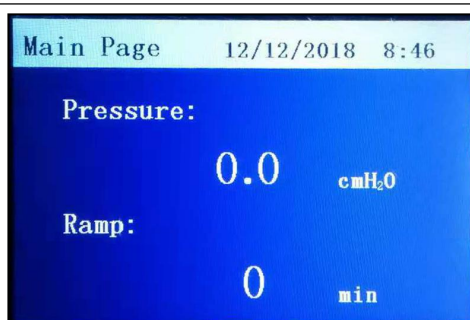 Main Page 12/12/2018 8:46
Pressure:
0.0 cmH₂O
Ramp:
0 min